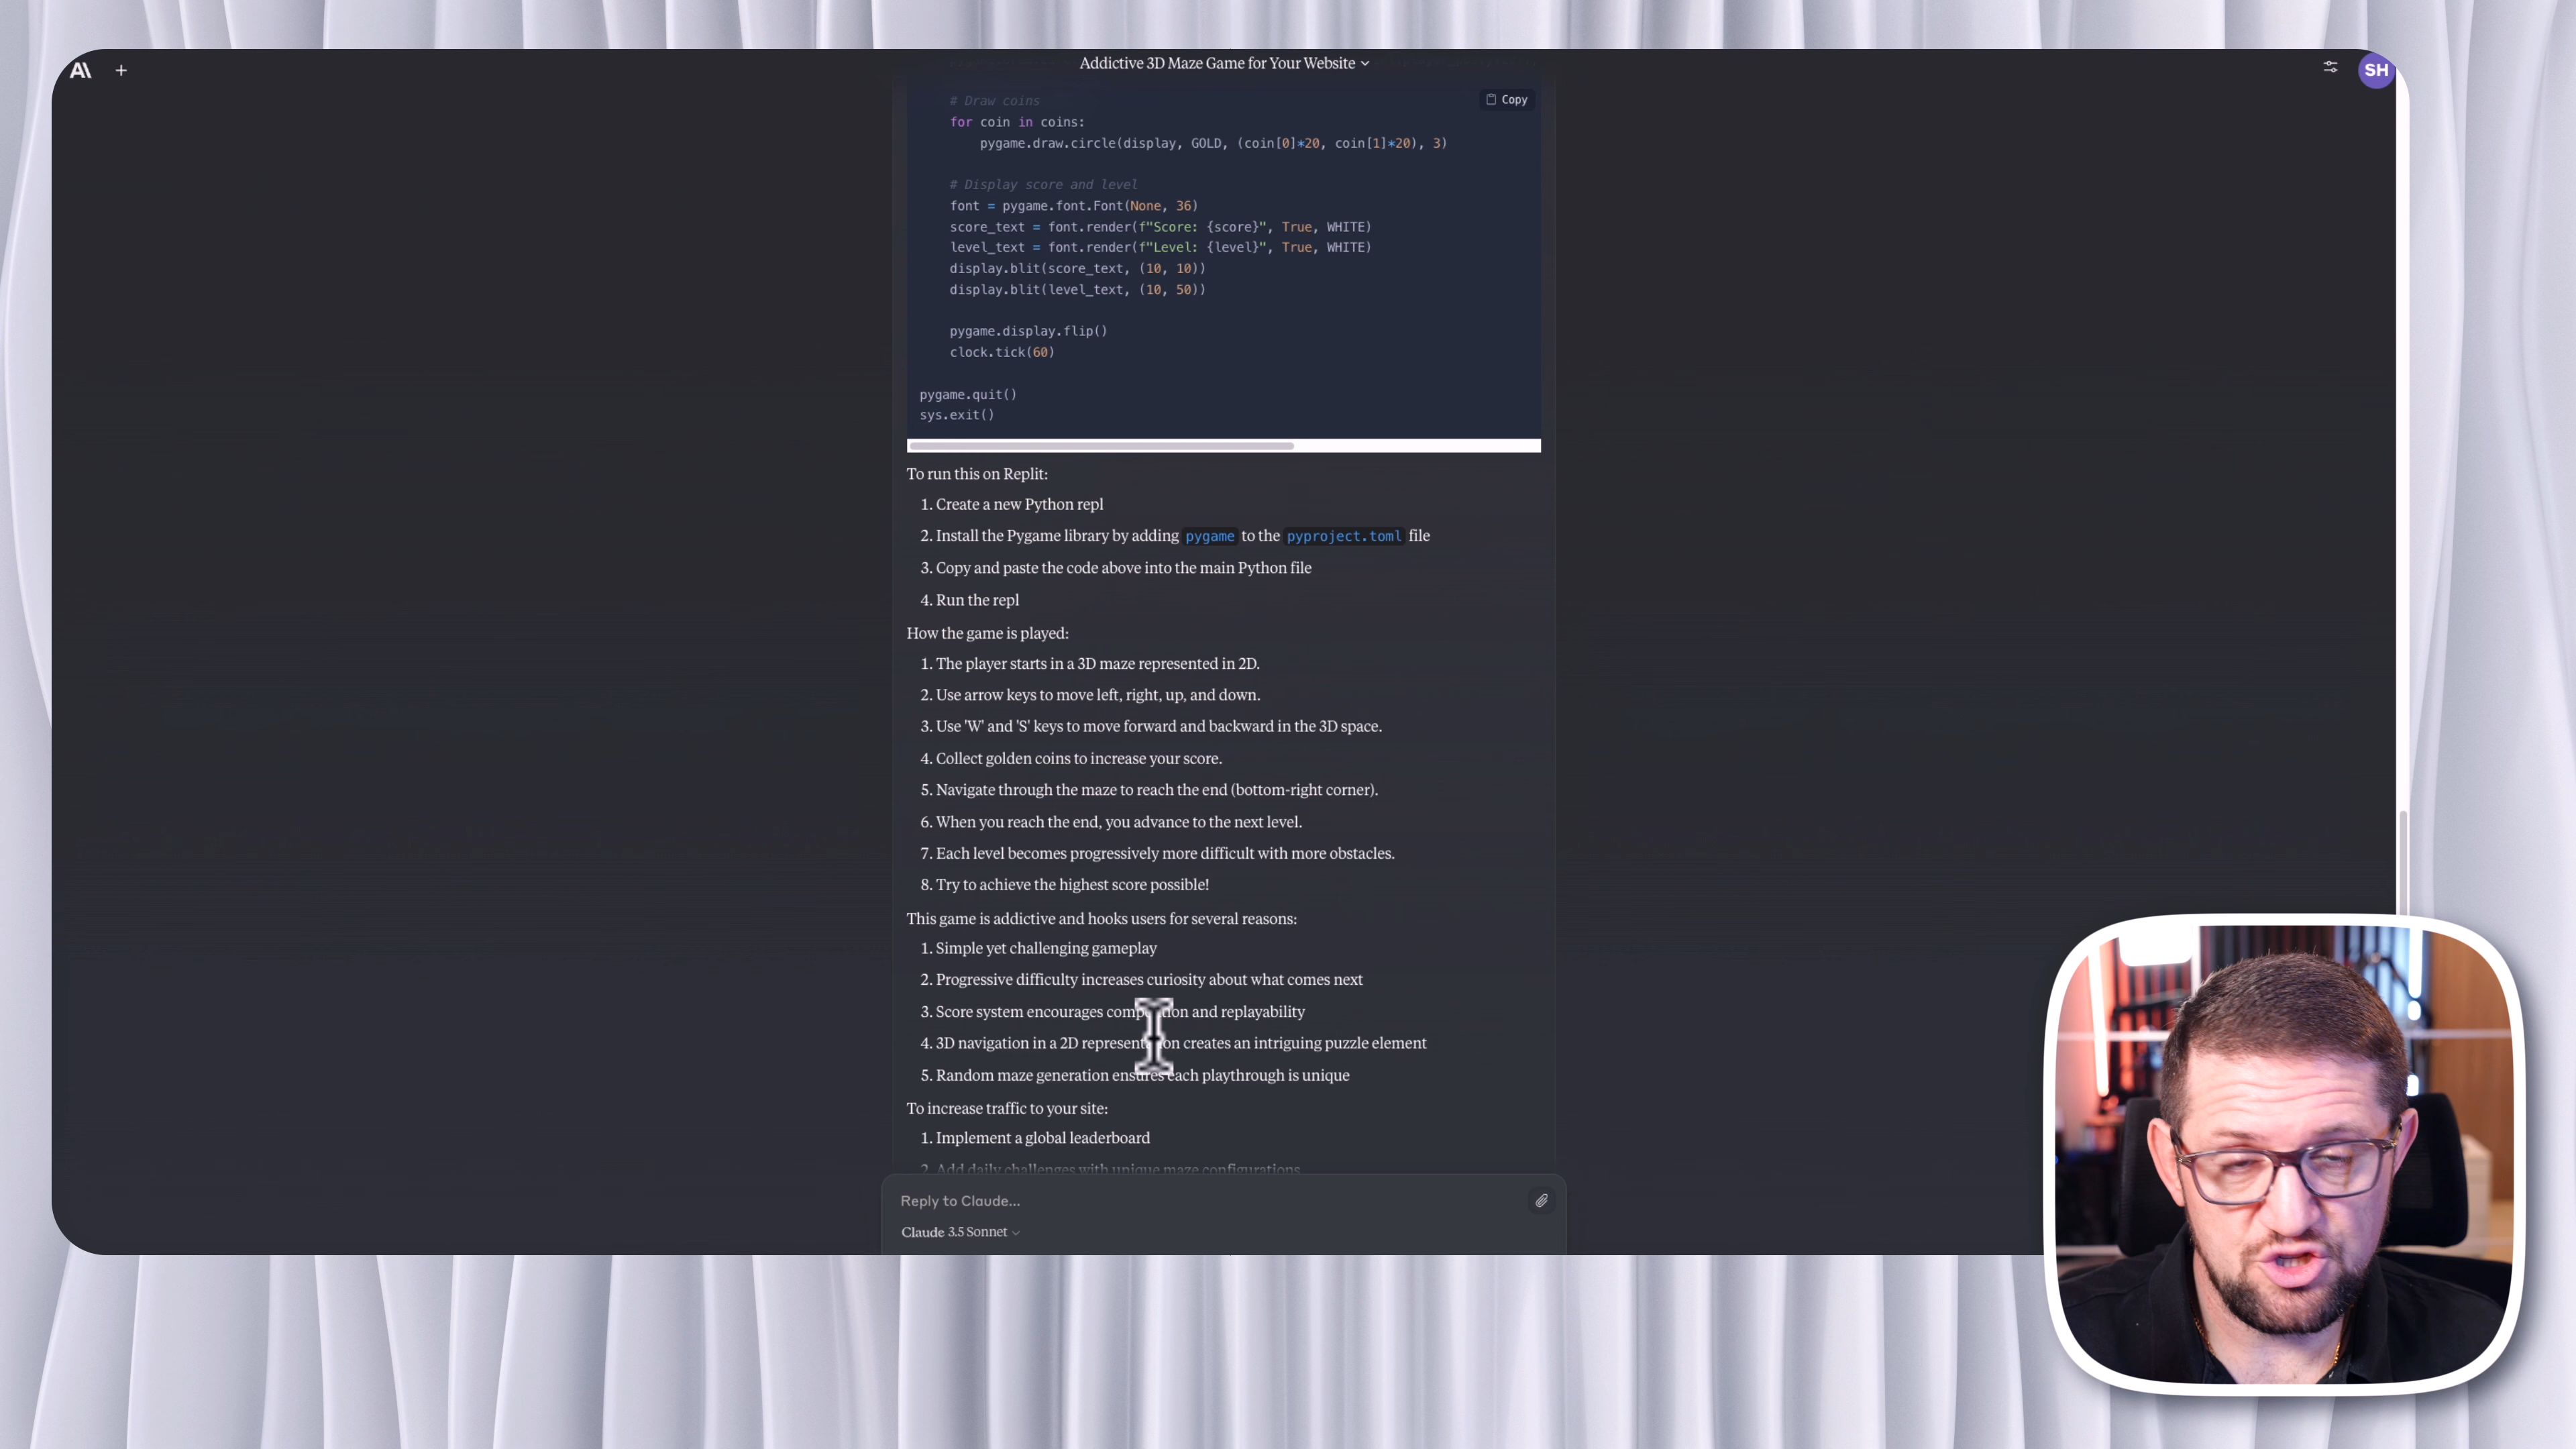 A\ +
Addictive 3D Maze Game for Your Website
SH
# Draw coins
Copy
for coin in coins:
pygame.draw.circle(display, GOLD, (coin[0]*20, coin[1]*20), 3)
# Display score and level
font = pygame.font.Font(None, 36)
score_text = font.render(f"Score: {score}", True, WHITE)
level_text = font.render(f"Level: {level}", True, WHITE)
display.blit(score_text, (10, 10))
display.blit(level_text, (10, 50))
pygame.display.flip()
clock.tick(60)
pygame.quit()
sys.exit()
To run this on Replit:
1. Create a new Python repl
2. Install the Pygame library by adding pygame to the pyproject.toml file
3. Copy and paste the code above into the main Python file
4. Run the repl
How the game is played:
1. The player starts in a 3D maze represented in 2D.
2. Use arrow keys to move left, right, up, and down.
3. Use 'W' and 'S' keys to move forward and backward in the 3D space.
4. Collect golden coins to increase your score.
5. Navigate through the maze to reach the end (bottom-right corner).
6. When you reach the end, you advance to the next level.
7. Each level becomes progressively more difficult with more obstacles.
8. Try to achieve the highest score possible!
This game is addictive and hooks users for several reasons:
1. Simple yet challenging gameplay
2. Progressive difficulty increases curiosity about what comes next
3. Score system encourages competition and replayability
4. 3D navigation in a 2D representation creates an intriguing puzzle element
5. Random maze generation ensures each playthrough is unique
To increase traffic to your site:
1. Implement a global leaderboard
2. Add daily challenges with unique maze configurations
Reply to Claude...
Claude 3.5 Sonnet